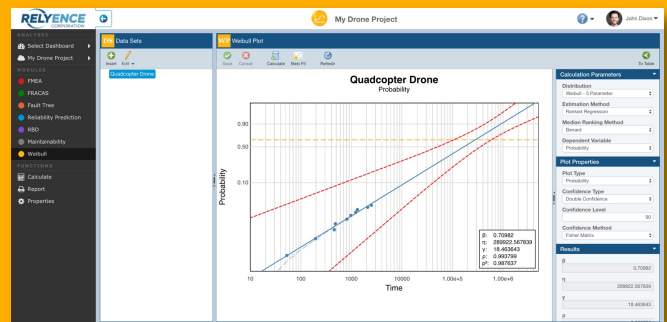 RELYENCE
CORPORATION
My Drone Project
John Dixon
ANALYSES
Select Dashboard
My Drone Project
MODULES
FMEA
FRACAS
Fault Tree
Reliability Prediction
RBD
Maintainability
Weibull
FUNCTIONS
Calculate
Report
Properties
DS Data Sets
Insert Edit
Quadcopter Drone
WP Weibull Plot
Save Cancel Calculate Best Fit Refresh To Table
Quadcopter Drone
Probability
Probability
0.90
0.50
0.10
10 100 1000 10000 1.00e+5 1.00e+6
Time
β: 0.70982
η: 289922.567839
γ: 18.463643
ρ: 0.993799
ρ²: 0.987637
Calculation Parameters
Distribution
Weibull - 3 Parameter
Estimation Method
Ranked Regression
Median Ranking Method
Benard
Dependent Variable
Probability
Plot Properties
Plot Type
Probability
Confidence Type
Double Confidence
Confidence Level
90
Confidence Method
Fisher Matrix
Results
β
0.70982
η
289922.567839
γ
18.463643
ρ